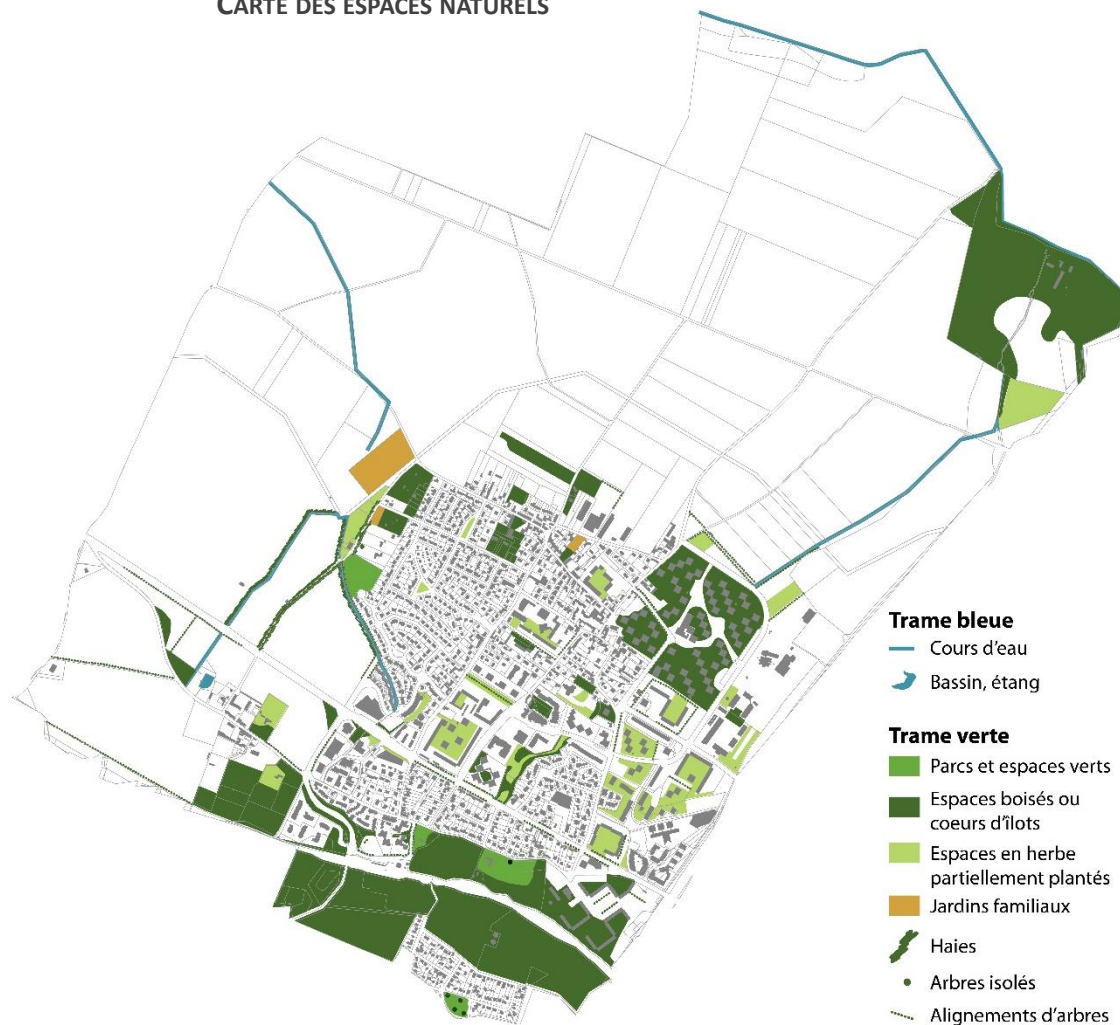 CARTE DES ESPACES NATURELS
Trame bleue
Cours d'eau
Bassin, étang
Trame verte
Parcs et espaces verts
Espaces boisés ou
coeurs d'îlots
Espaces en herbe
partiellement plantés
Jardins familiaux
Haies
Arbres isolés
Alignements d'arbres